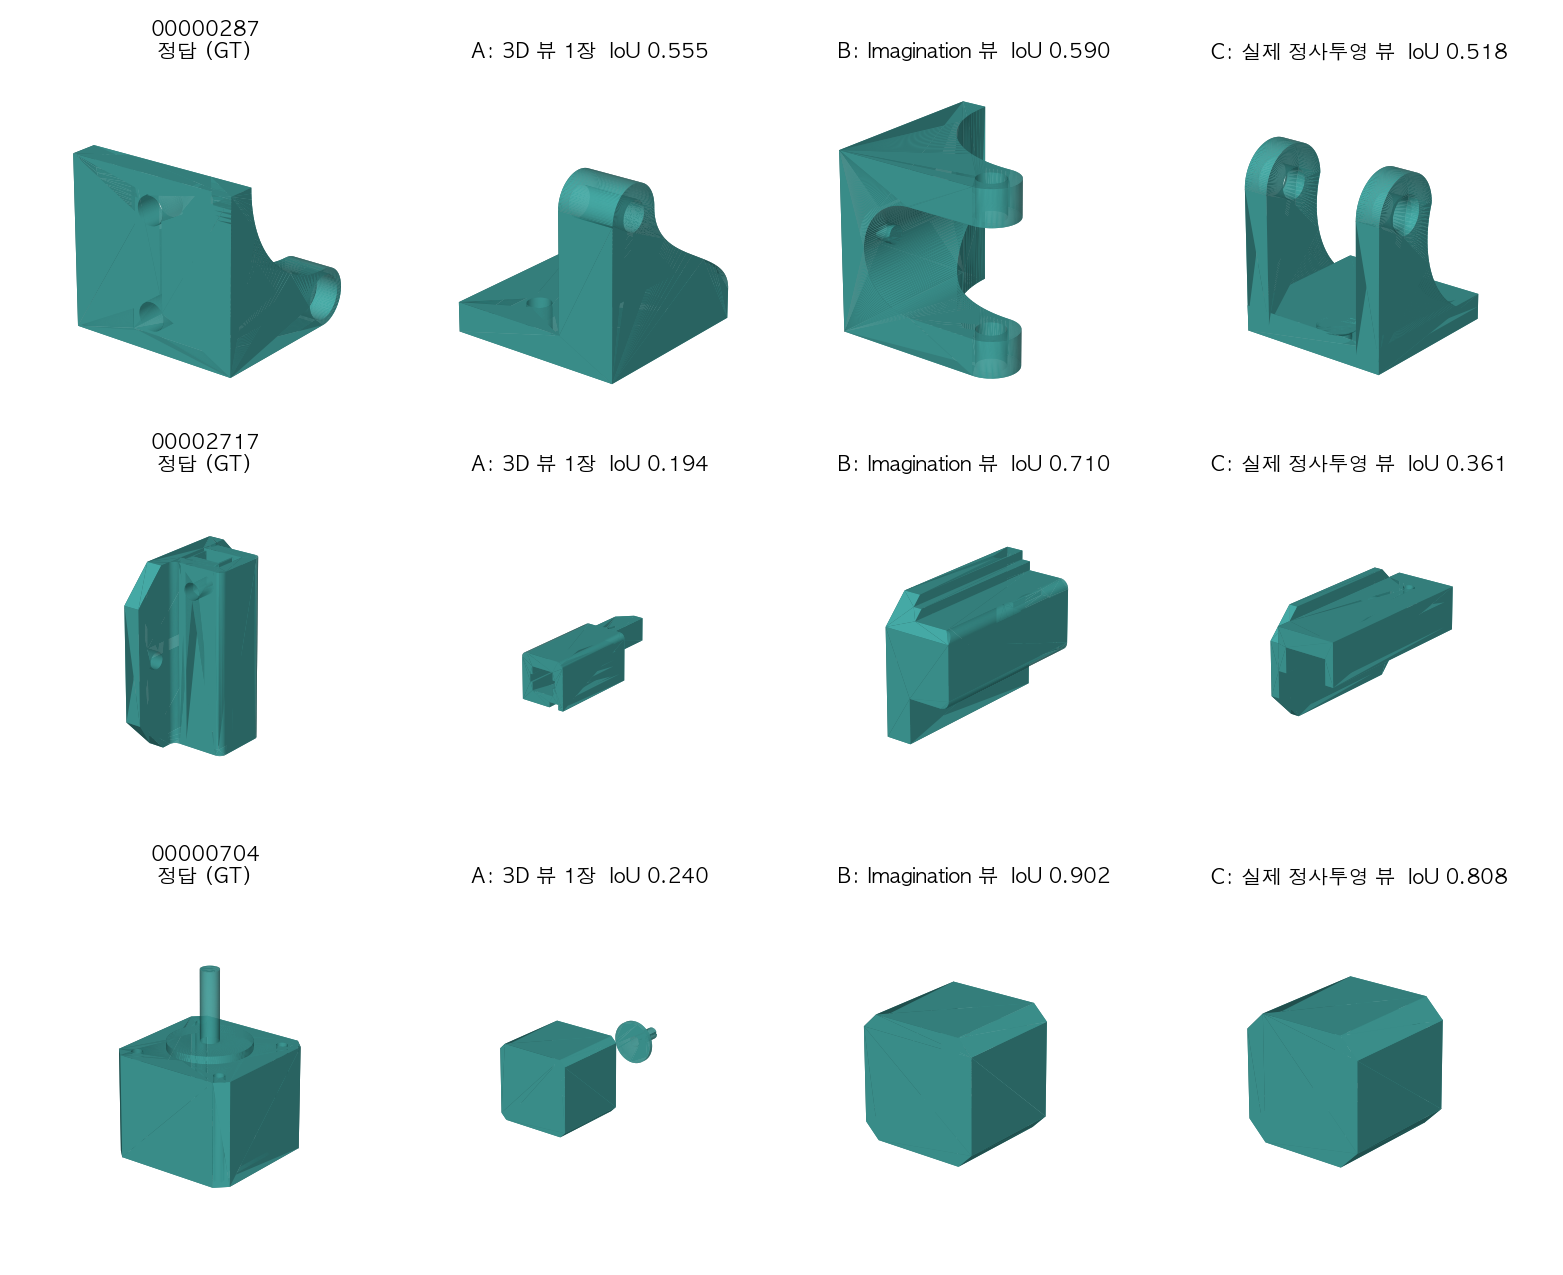 00000287
정답 (GT)
A: 3D 뷰 1장 IoU 0.555
B: Imagination 뷰 IoU 0.590
C: 실제 정사투영 뷰 IoU 0.518
00002717
정답 (GT)
A: 3D 뷰 1장 IoU 0.194
B: Imagination 뷰 IoU 0.710
C: 실제 정사투영 뷰 IoU 0.361
00000704
정답 (GT)
A: 3D 뷰 1장 IoU 0.240
B: Imagination 뷰 IoU 0.902
C: 실제 정사투영 뷰 IoU 0.808